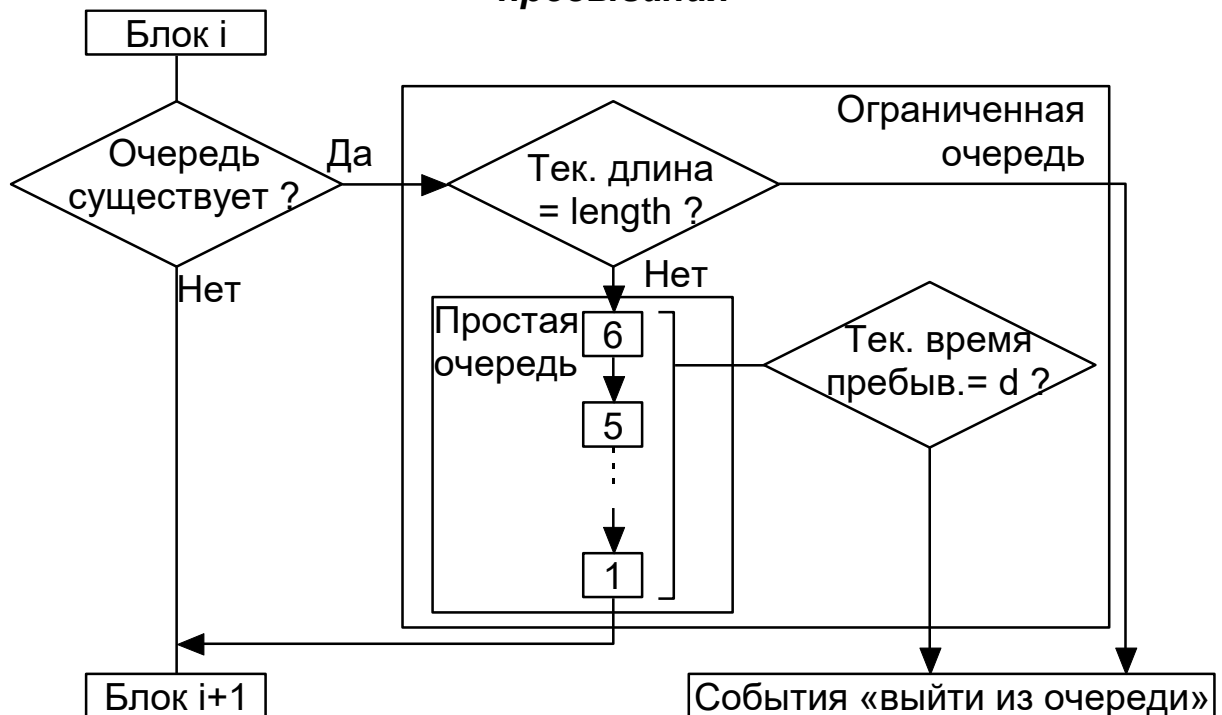 Блок i
Очередь
существует ?
Да
Нет
Ограниченная
очередь
Тек. длина
= length ?
Нет
Простая
очередь
6
5
1
Тек. время
пребыв.= d ?
Блок i+1
События «выйти из очереди»